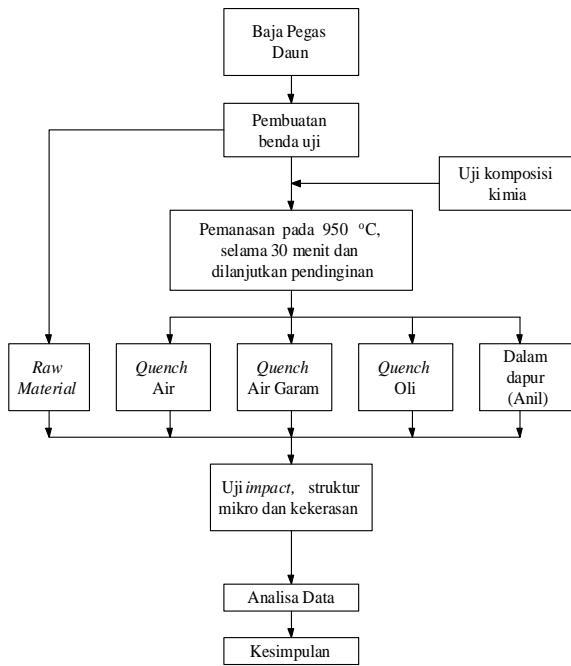 Baja Pegas
Daun
Pembuatan
benda uji
Uji komposisi
kimia
Pemanasan pada 950 °C,
selama 30 menit dan
dilanjutkan pendinginan
Raw
Material
Quench
Air
Quench
Air Garam
Quench
Oli
Dalam
dapur
(Anil)
Uji impact, struktur
mikro dan kekerasan
Analisa Data
Kesimpulan